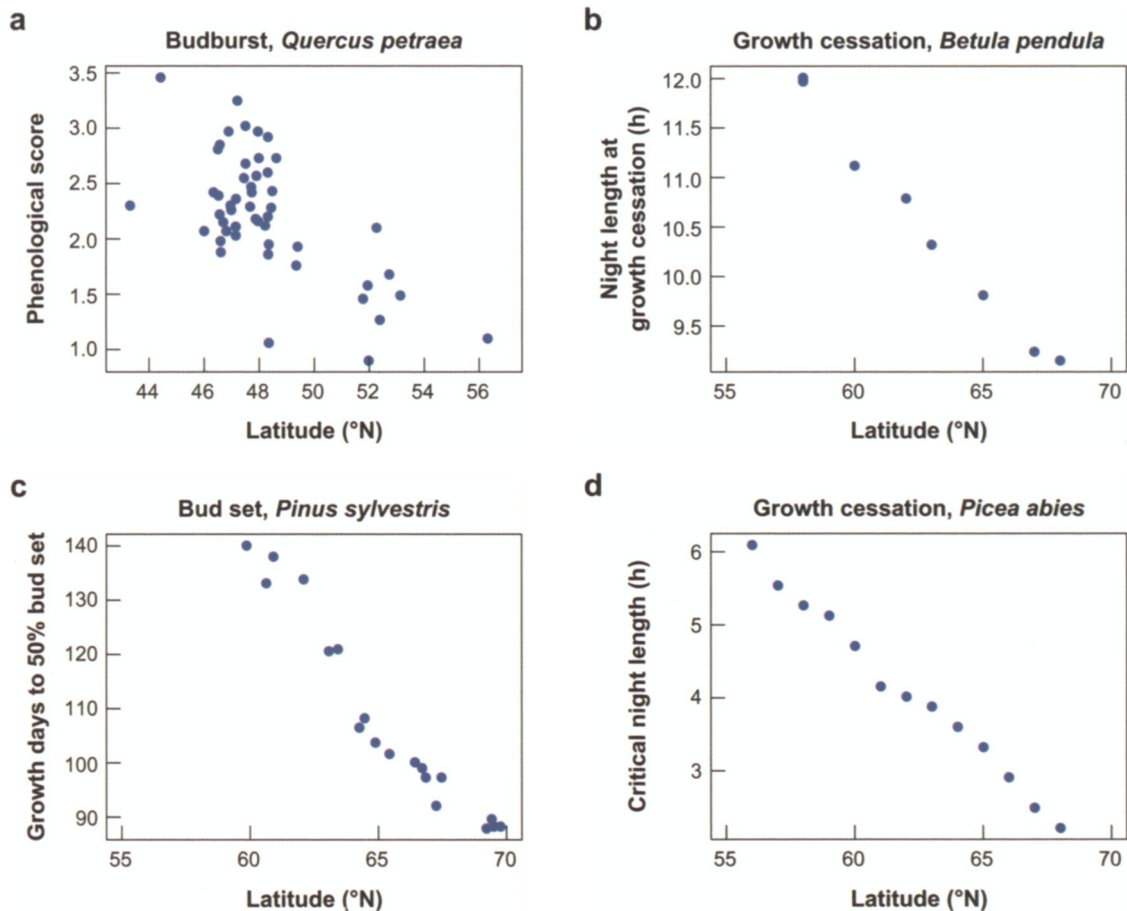 a
Budburst, Quercus petraea
3.5
3.0
2.5
2.0
1.5
1.0
Phenological score
44 46 48 50 52 54 56
Latitude (°N)
b
Growth cessation, Betula pendula
12.0
11.5
11.0
10.5
10.0
9.5
Night length at
growth cessation (h)
55 60 65 70
Latitude (°N)
c
Bud set, Pinus sylvestris
140
130
120
110
100
90
Growth days to 50% bud set
55 60 65 70
Latitude (°N)
d
Growth cessation, Picea abies
6
5
4
3
Critical night length (h)
55 60 65 70
Latitude (°N)